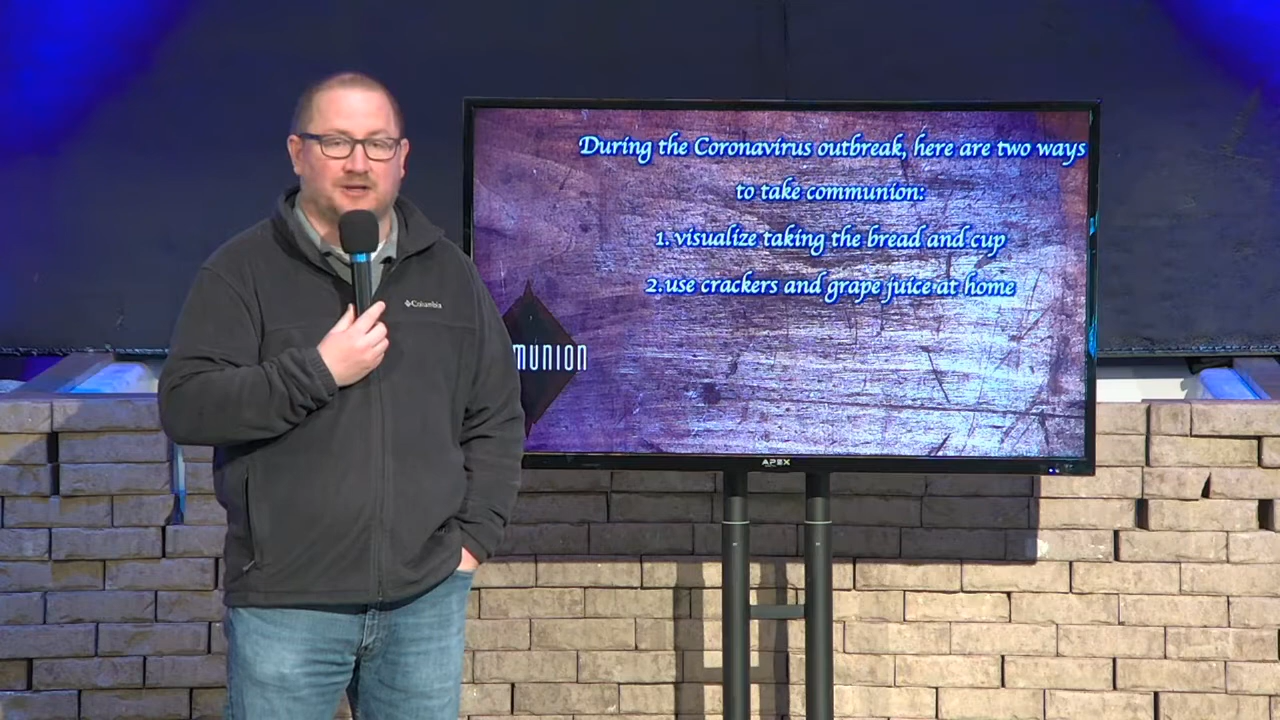 During the Coronavirus outbreak, here are two ways
to take communion:
1. visualize taking the bread and cup
2. use crackers and grape juice at home
Columbia
MUNION
APEX